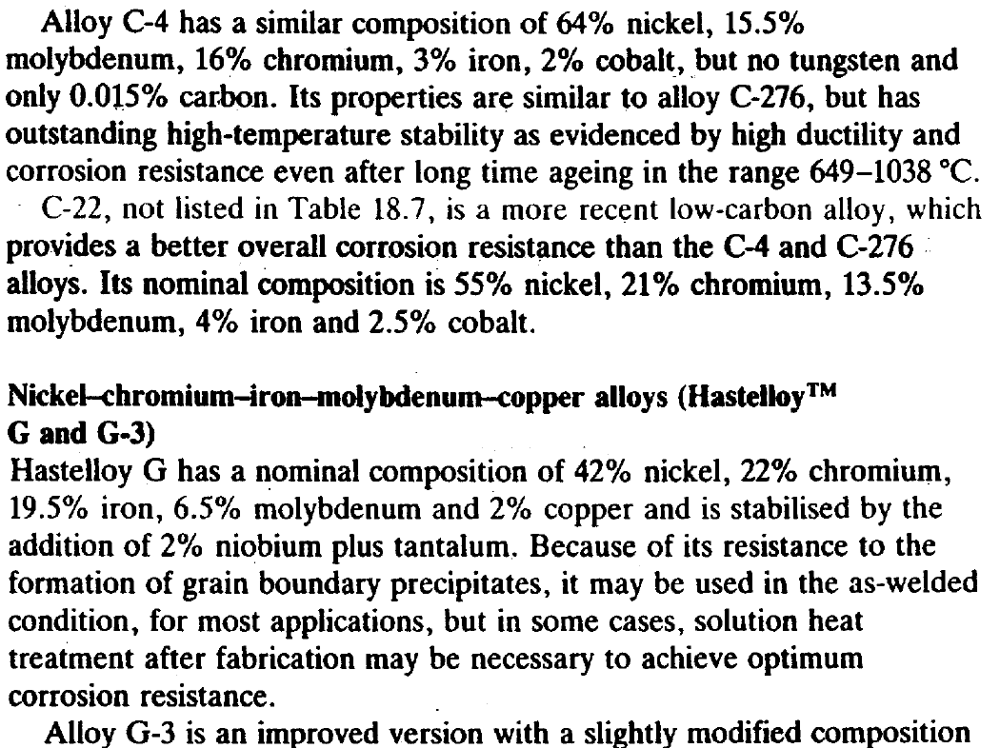 Alloy C-4 has a similar composition of 64% nickel, 15.5%
molybdenum, 16% chromium, 3% iron, 2% cobalt, but no tungsten and
only 0.015% carbon. Its properties are similar to alloy C-276, but has
outstanding high-temperature stability as evidenced by high ductility and
corrosion resistance even after long time ageing in the range 649–1038 °C.
C-22, not listed in Table 18.7, is a more recent low-carbon alloy, which
provides a better overall corrosion resistance than the C-4 and C-276
alloys. Its nominal composition is 55% nickel, 21% chromium, 13.5%
molybdenum, 4% iron and 2.5% cobalt.
Nickel–chromium–iron–molybdenum–copper alloys (Hastelloy™
G and G-3)
Hastelloy G has a nominal composition of 42% nickel, 22% chromium,
19.5% iron, 6.5% molybdenum and 2% copper and is stabilised by the
addition of 2% niobium plus tantalum. Because of its resistance to the
formation of grain boundary precipitates, it may be used in the as-welded
condition, for most applications, but in some cases, solution heat
treatment after fabrication may be necessary to achieve optimum
corrosion resistance.
Alloy G-3 is an improved version with a slightly modified composition